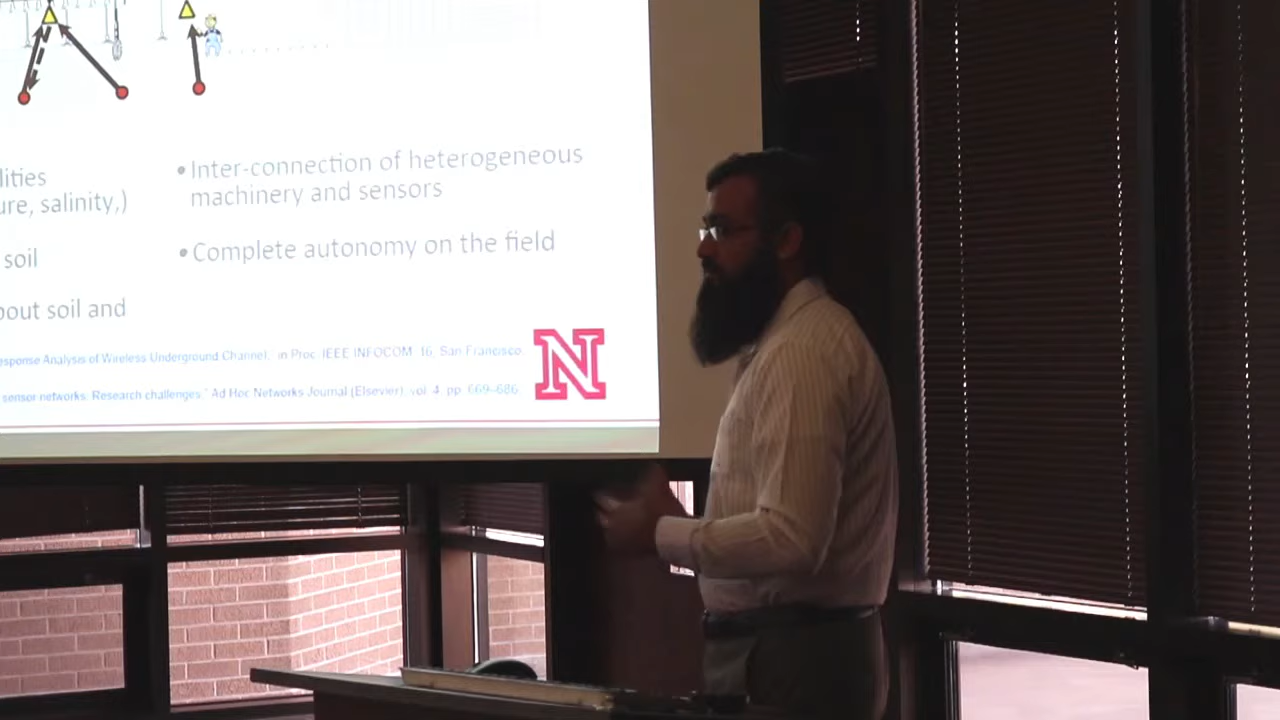 lities
ure, salinity,)
soil
bout soil and
• Inter-connection of heterogeneous
machinery and sensors
• Complete autonomy on the field
esponse Analysis of Wireless Underground Channel," in Proc. IEEE INFOCOM '16, San Francisco,
sensor networks: Research challenges," Ad Hoc Networks Journal (Elsevier), vol. 4, pp. 669–686,
N